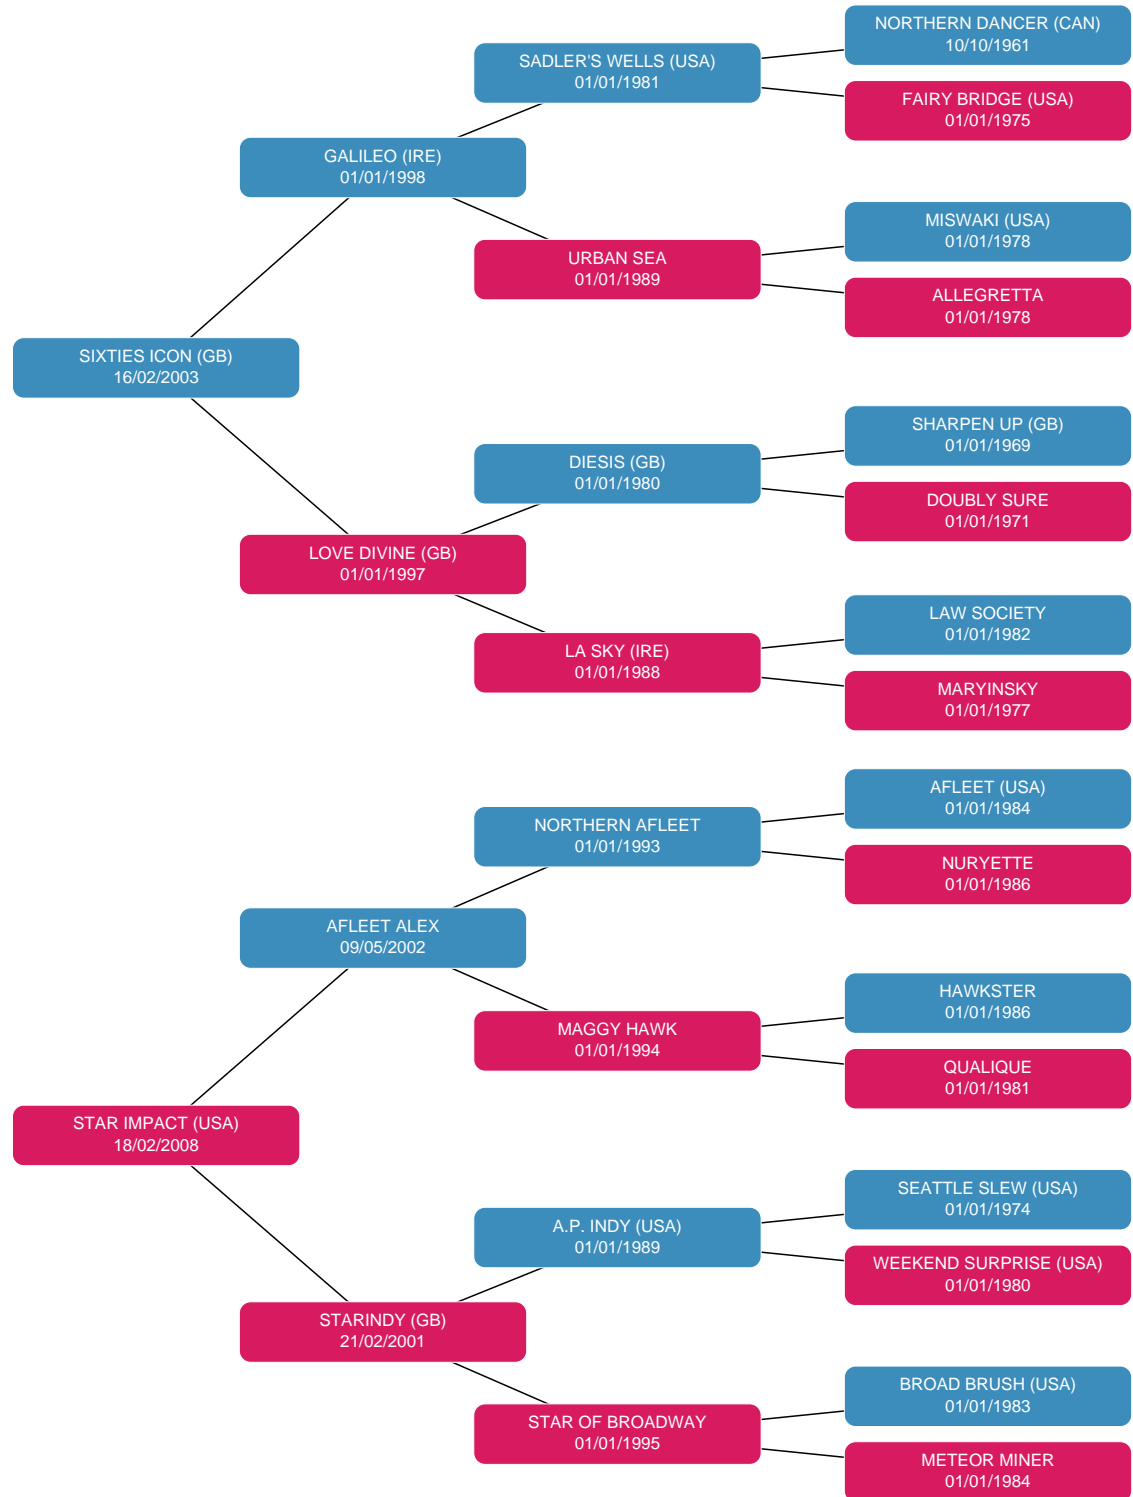 NORTHERN DANCER (CAN)
10/10/1961
SADLER'S WELLS (USA)
01/01/1981
FAIRY BRIDGE (USA)
01/01/1975
GALILEO (IRE)
01/01/1998
MISWAKI (USA)
01/01/1978
URBAN SEA
01/01/1989
ALLEGRETTA
01/01/1978
SIXTIES ICON (GB)
16/02/2003
SHARPEN UP (GB)
01/01/1969
DIESIS (GB)
01/01/1980
DOUBLY SURE
01/01/1971
LOVE DIVINE (GB)
01/01/1997
LAW SOCIETY
01/01/1982
LA SKY (IRE)
01/01/1988
MARYINSKY
01/01/1977
AFLEET (USA)
01/01/1984
NORTHERN AFLEET
01/01/1993
NURYETTE
01/01/1986
AFLEET ALEX
09/05/2002
HAWKSTER
01/01/1986
MAGGY HAWK
01/01/1994
QUALIQUE
01/01/1981
STAR IMPACT (USA)
18/02/2008
SEATTLE SLEW (USA)
01/01/1974
A.P. INDY (USA)
01/01/1989
WEEKEND SURPRISE (USA)
01/01/1980
STARINDY (GB)
21/02/2001
BROAD BRUSH (USA)
01/01/1983
STAR OF BROADWAY
01/01/1995
METEOR MINER
01/01/1984